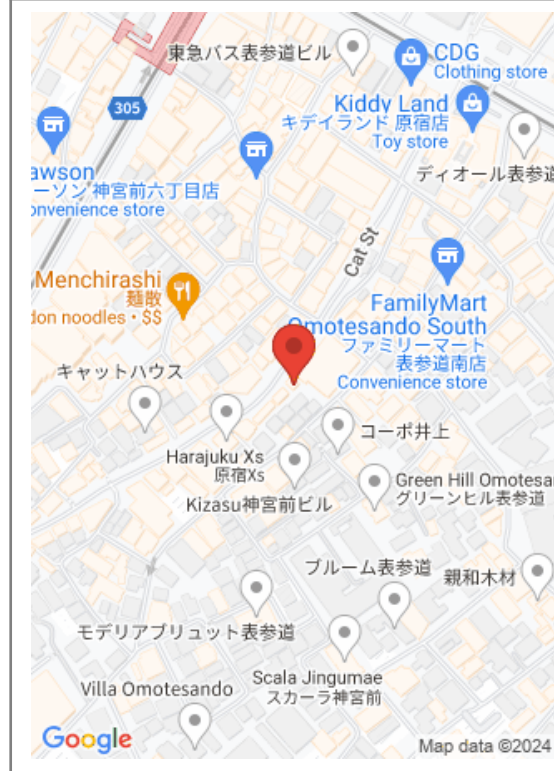 東急バス表参道ビル
CDG
Clothing store
305
Kiddy Land
キデイランド 原宿店
Toy store
awson
ーソン 神宮前六丁目店
onvenience store
ディオール表参道
Cat St
Menchirashi
麺散
don noodles • $$
FamilyMart
Omotesando South
ファミリーマート
表参道南店
Convenience store
キャットハウス
コーポ井上
Harajuku Xs
原宿Xs
Kizasu神宮前ビル
Green Hill Omotesan
グリーンヒル表参道
ブルーム表参道
親和木材
モデリアブリュット表参道
Scala Jingumae
スカーラ神宮前
Villa Omotesando
Google
Map data ©2024